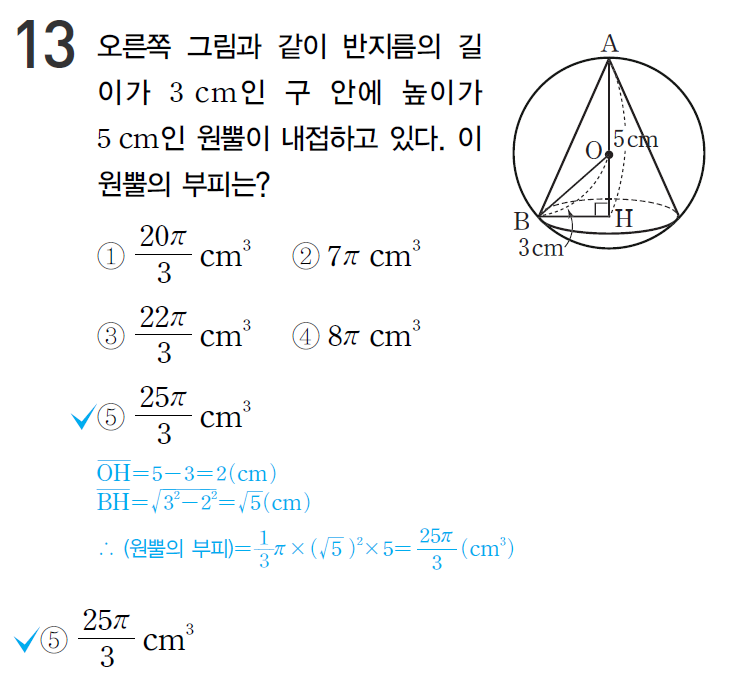 13 오른쪽 그림과 같이 반지름의 길
이가 3 cm인 구 안에 높이가
5 cm인 원뿔이 내접하고 있다. 이
원뿔의 부피는?
A
O 5cm
B H
3cm
① 20π/3 cm³ ② 7π cm³
③ 22π/3 cm³ ④ 8π cm³
✓⑤ 25π/3 cm³
O̅H̅=5-3=2(cm)
B̅H̅=√(3²-2²)=√5(cm)
∴ (원뿔의 부피)=1/3π×(√5)²×5=25π/3(cm³)
✓⑤ 25π/3 cm³